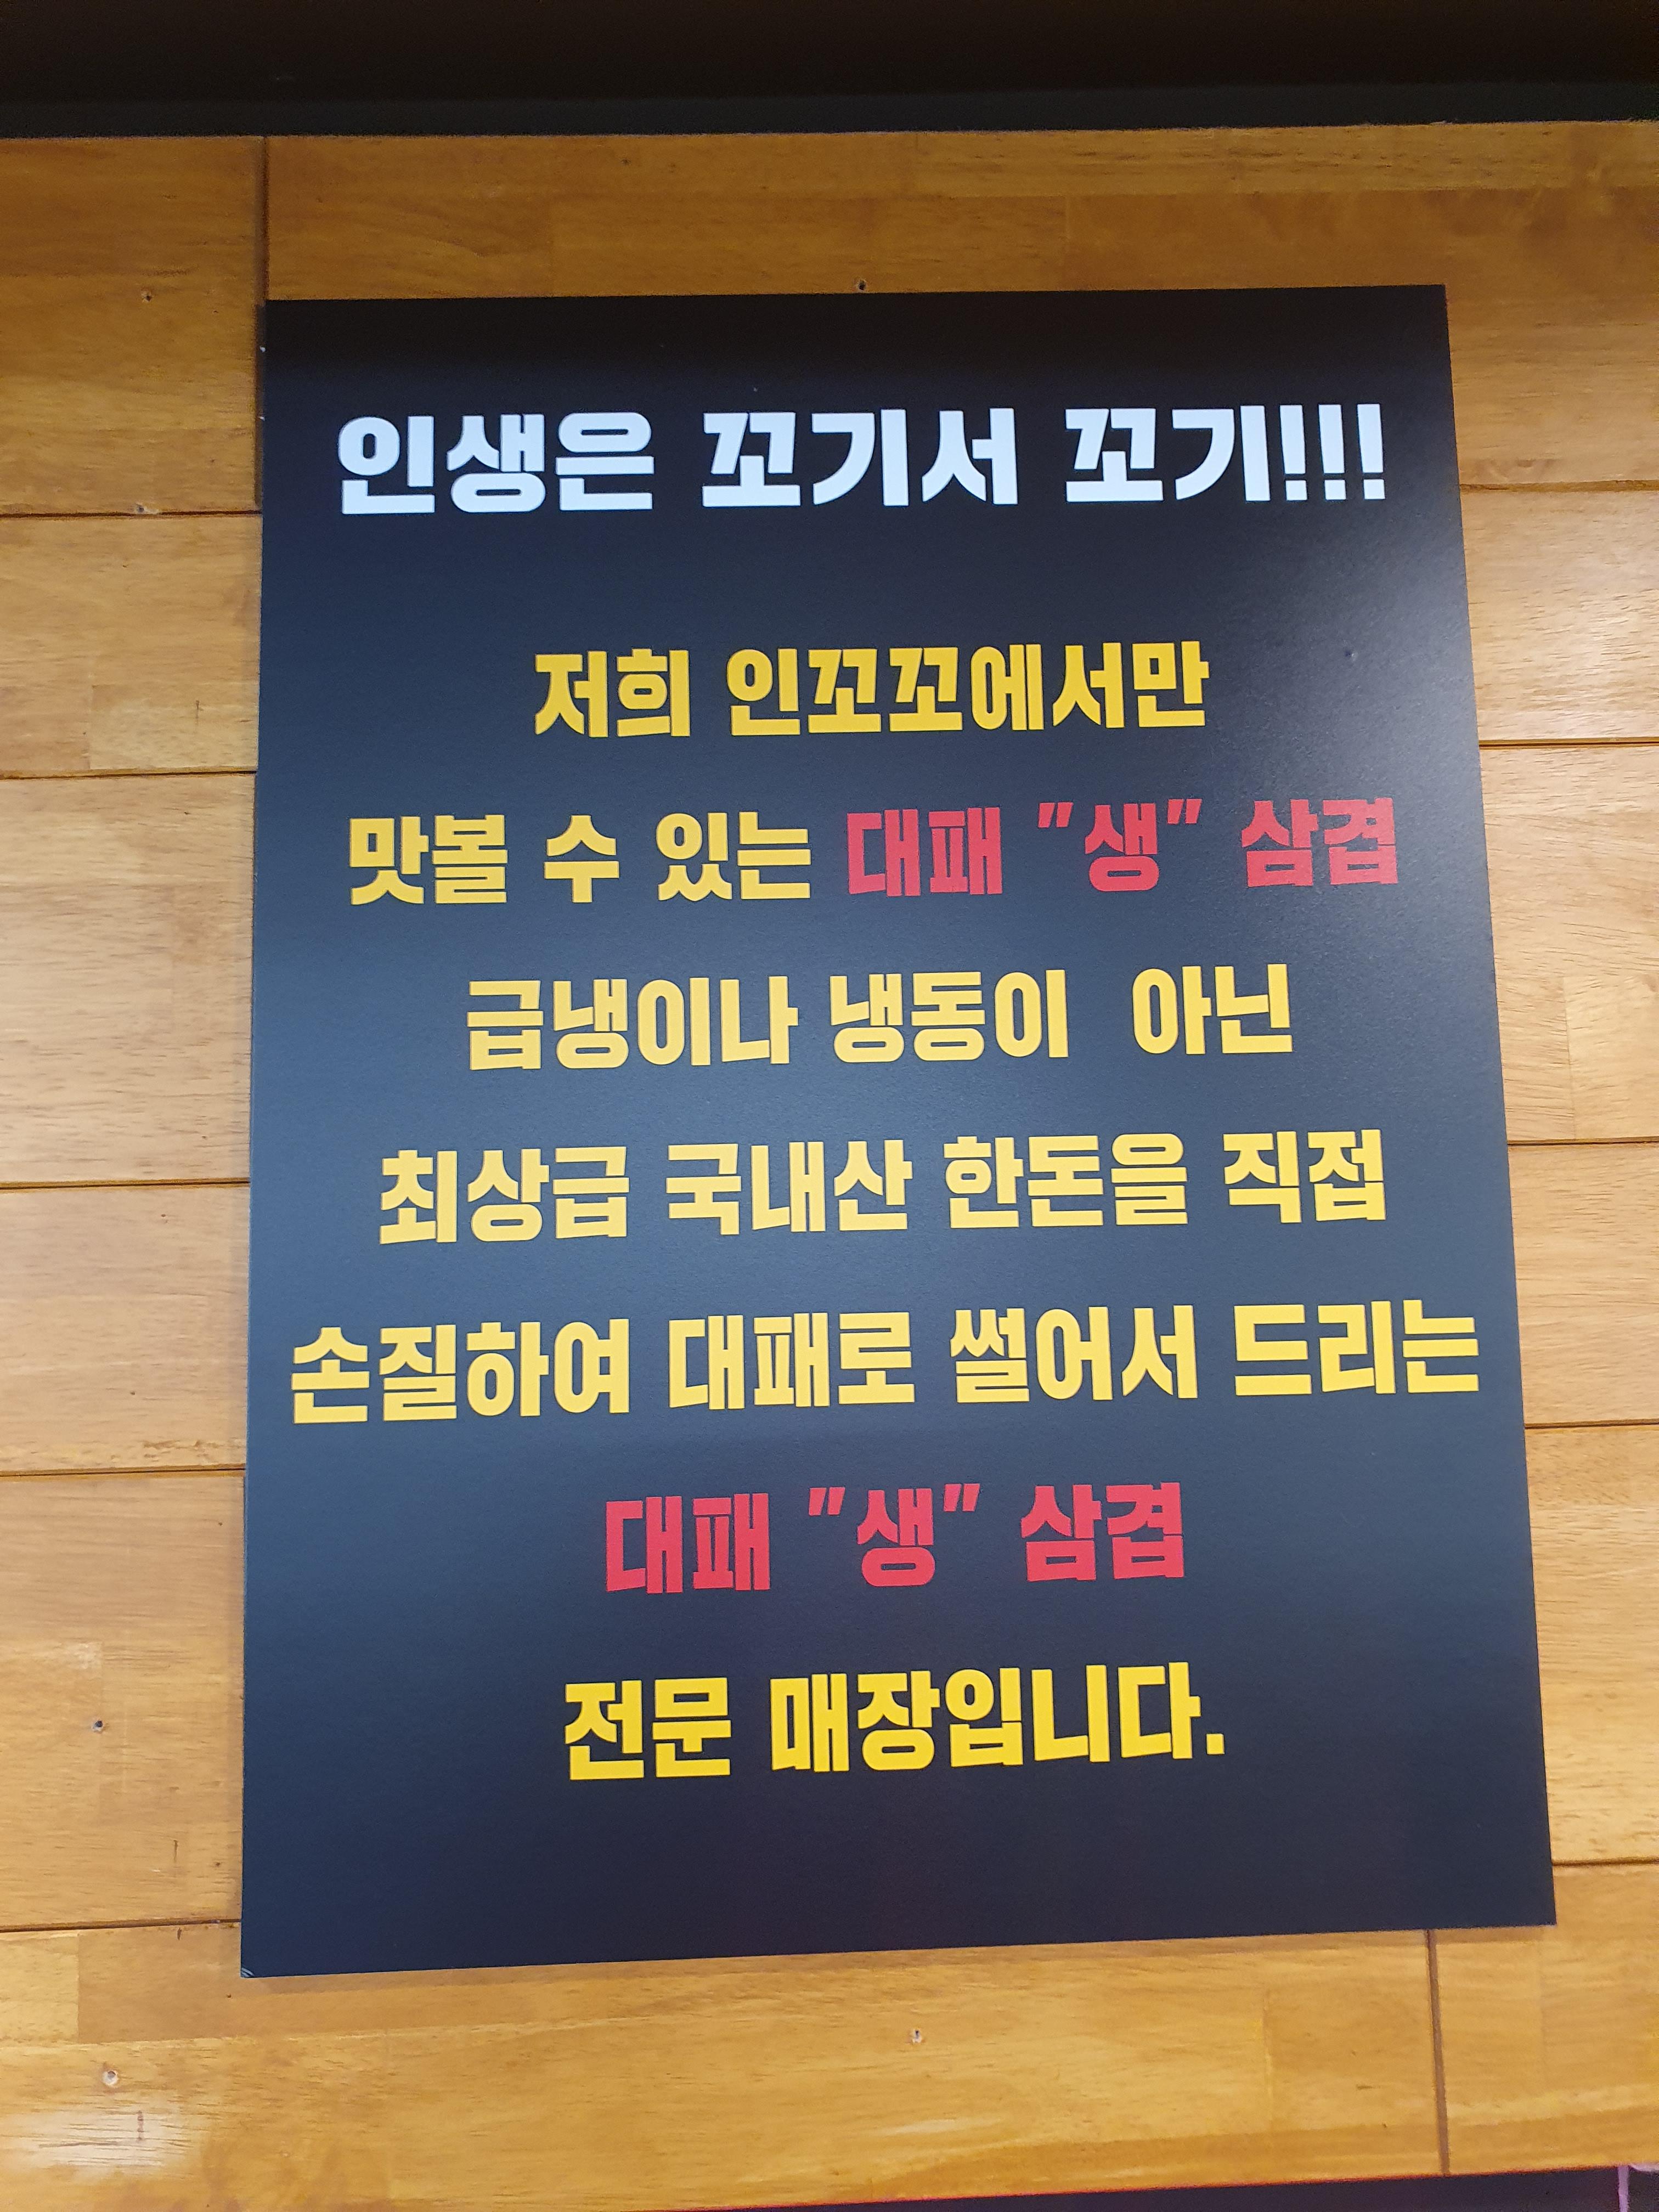 인생은 꼬기서 꼬기!!!
저희 인꼬꼬에서만
맛볼 수 있는 대패 "생" 삼겹
급냉이나 냉동이 아닌
최상급 국내산 한돈을 직접
손질하여 대패로 썰어서 드리는
대패 "생" 삼겹
전문 매장입니다.